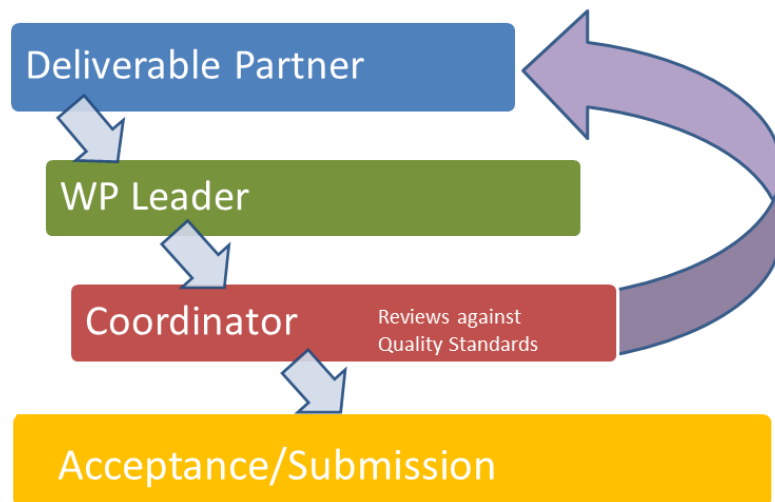 Deliverable Partner
WP Leader
Coordinator
Reviews against
Quality Standards
Acceptance/Submission